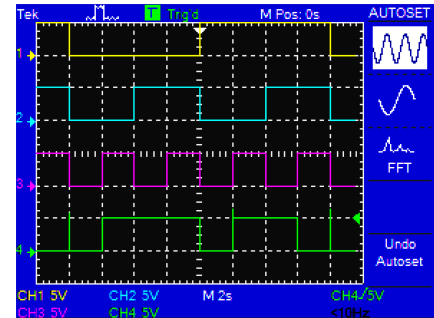 Tek T Trig'd M Pos: 0s AUTOSET
1
2
3
4
FFT
Undo
Autoset
CH1 5V CH2 5V M 2s CH4/5V
CH3 5V CH4 5V <10Hz